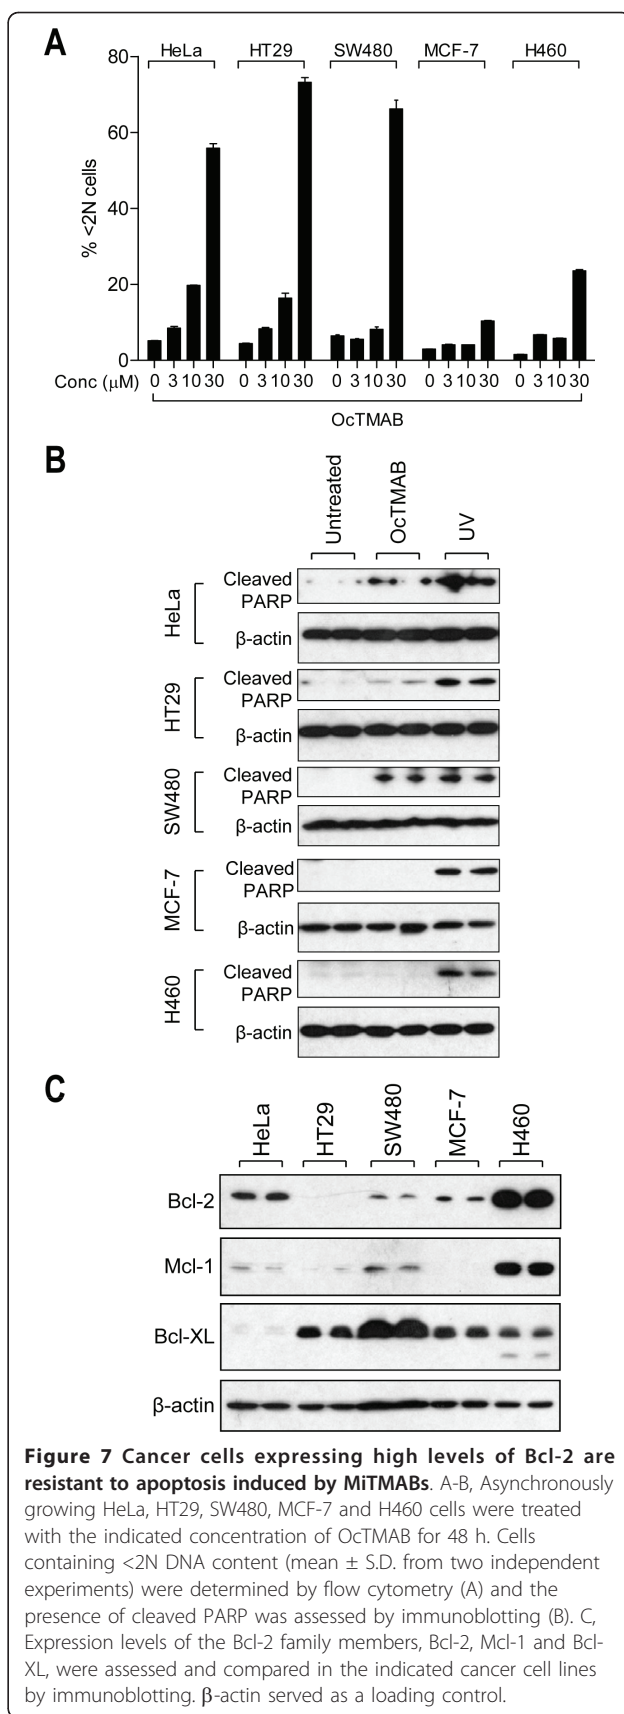 A
HeLa HT29 SW480 MCF-7 H460
80
60
40
20
0
% <2N cells
Conc (μM) 0 3 10 30 0 3 10 30 0 3 10 30 0 3 10 30 0 3 10 30
OcTMAB
B
Untreated OcTMAB UV
HeLa
Cleaved
PARP
β-actin
HT29
Cleaved
PARP
β-actin
SW480
Cleaved
PARP
β-actin
MCF-7
Cleaved
PARP
β-actin
H460
Cleaved
PARP
β-actin
C
HeLa HT29 SW480 MCF-7 H460
Bcl-2
Mcl-1
Bcl-XL
β-actin
Figure 7 Cancer cells expressing high levels of Bcl-2 are
resistant to apoptosis induced by MiTMABs. A-B, Asynchronously
growing HeLa, HT29, SW480, MCF-7 and H460 cells were treated
with the indicated concentration of OcTMAB for 48 h. Cells
containing <2N DNA content (mean ± S.D. from two independent
experiments) were determined by flow cytometry (A) and the
presence of cleaved PARP was assessed by immunoblotting (B). C,
Expression levels of the Bcl-2 family members, Bcl-2, Mcl-1 and Bcl-
XL, were assessed and compared in the indicated cancer cell lines
by immunoblotting. β-actin served as a loading control.